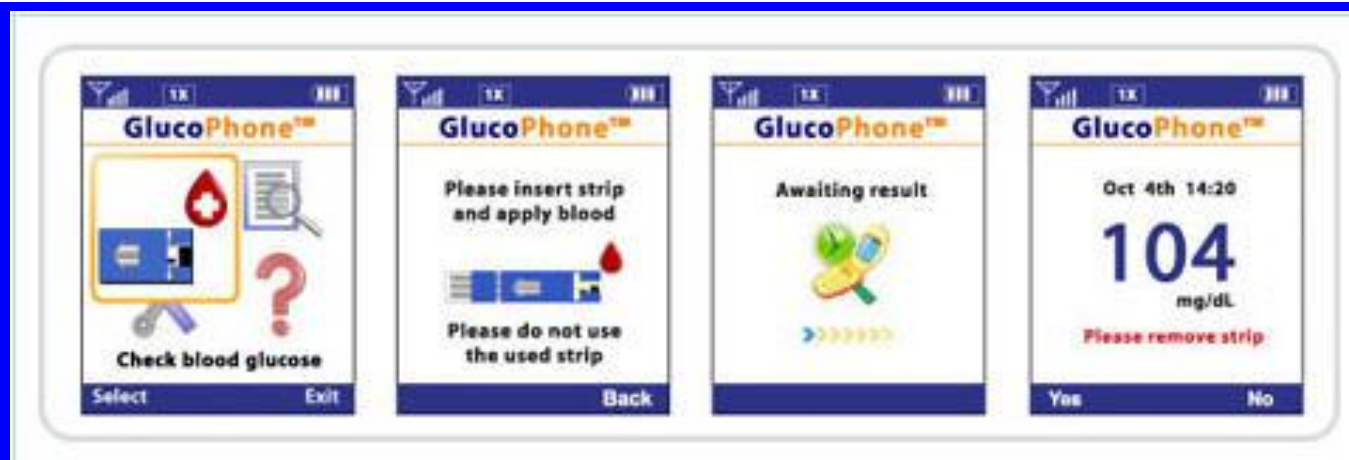 1X
GlucoPhone™
Check blood glucose
Select Exit
1X
GlucoPhone™
Please insert strip
and apply blood
Please do not use
the used strip
Back
1X
GlucoPhone™
Awaiting result
1X
GlucoPhone™
Oct 4th 14:20
104
mg/dL
Please remove strip
Yes No